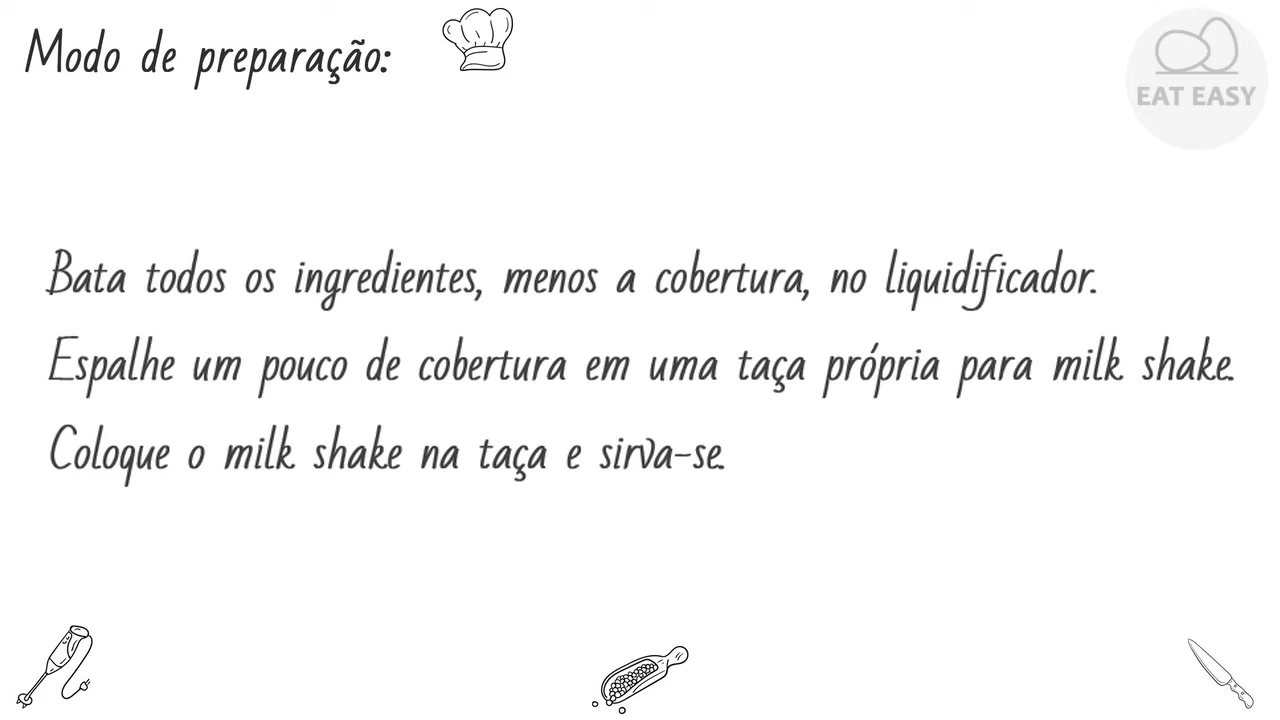 Modo de preparação:
EAT EASY
Bata todos os ingredientes, menos a cobertura, no liquidificador.
Espalhe um pouco de cobertura em uma taça própria para milk shake.
Coloque o milk shake na taça e sirva-se.